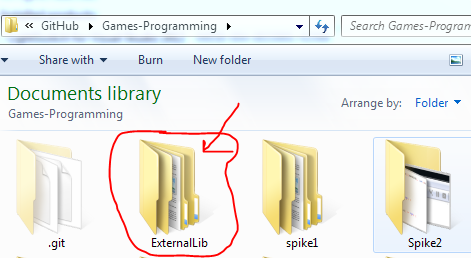 « GitHub ▸ Games-Programming ▸
Search Games-Program
Share with ▾ Burn New folder
Documents library
Games-Programming
Arrange by: Folder ▾
.git ExternalLib spike1 Spike2